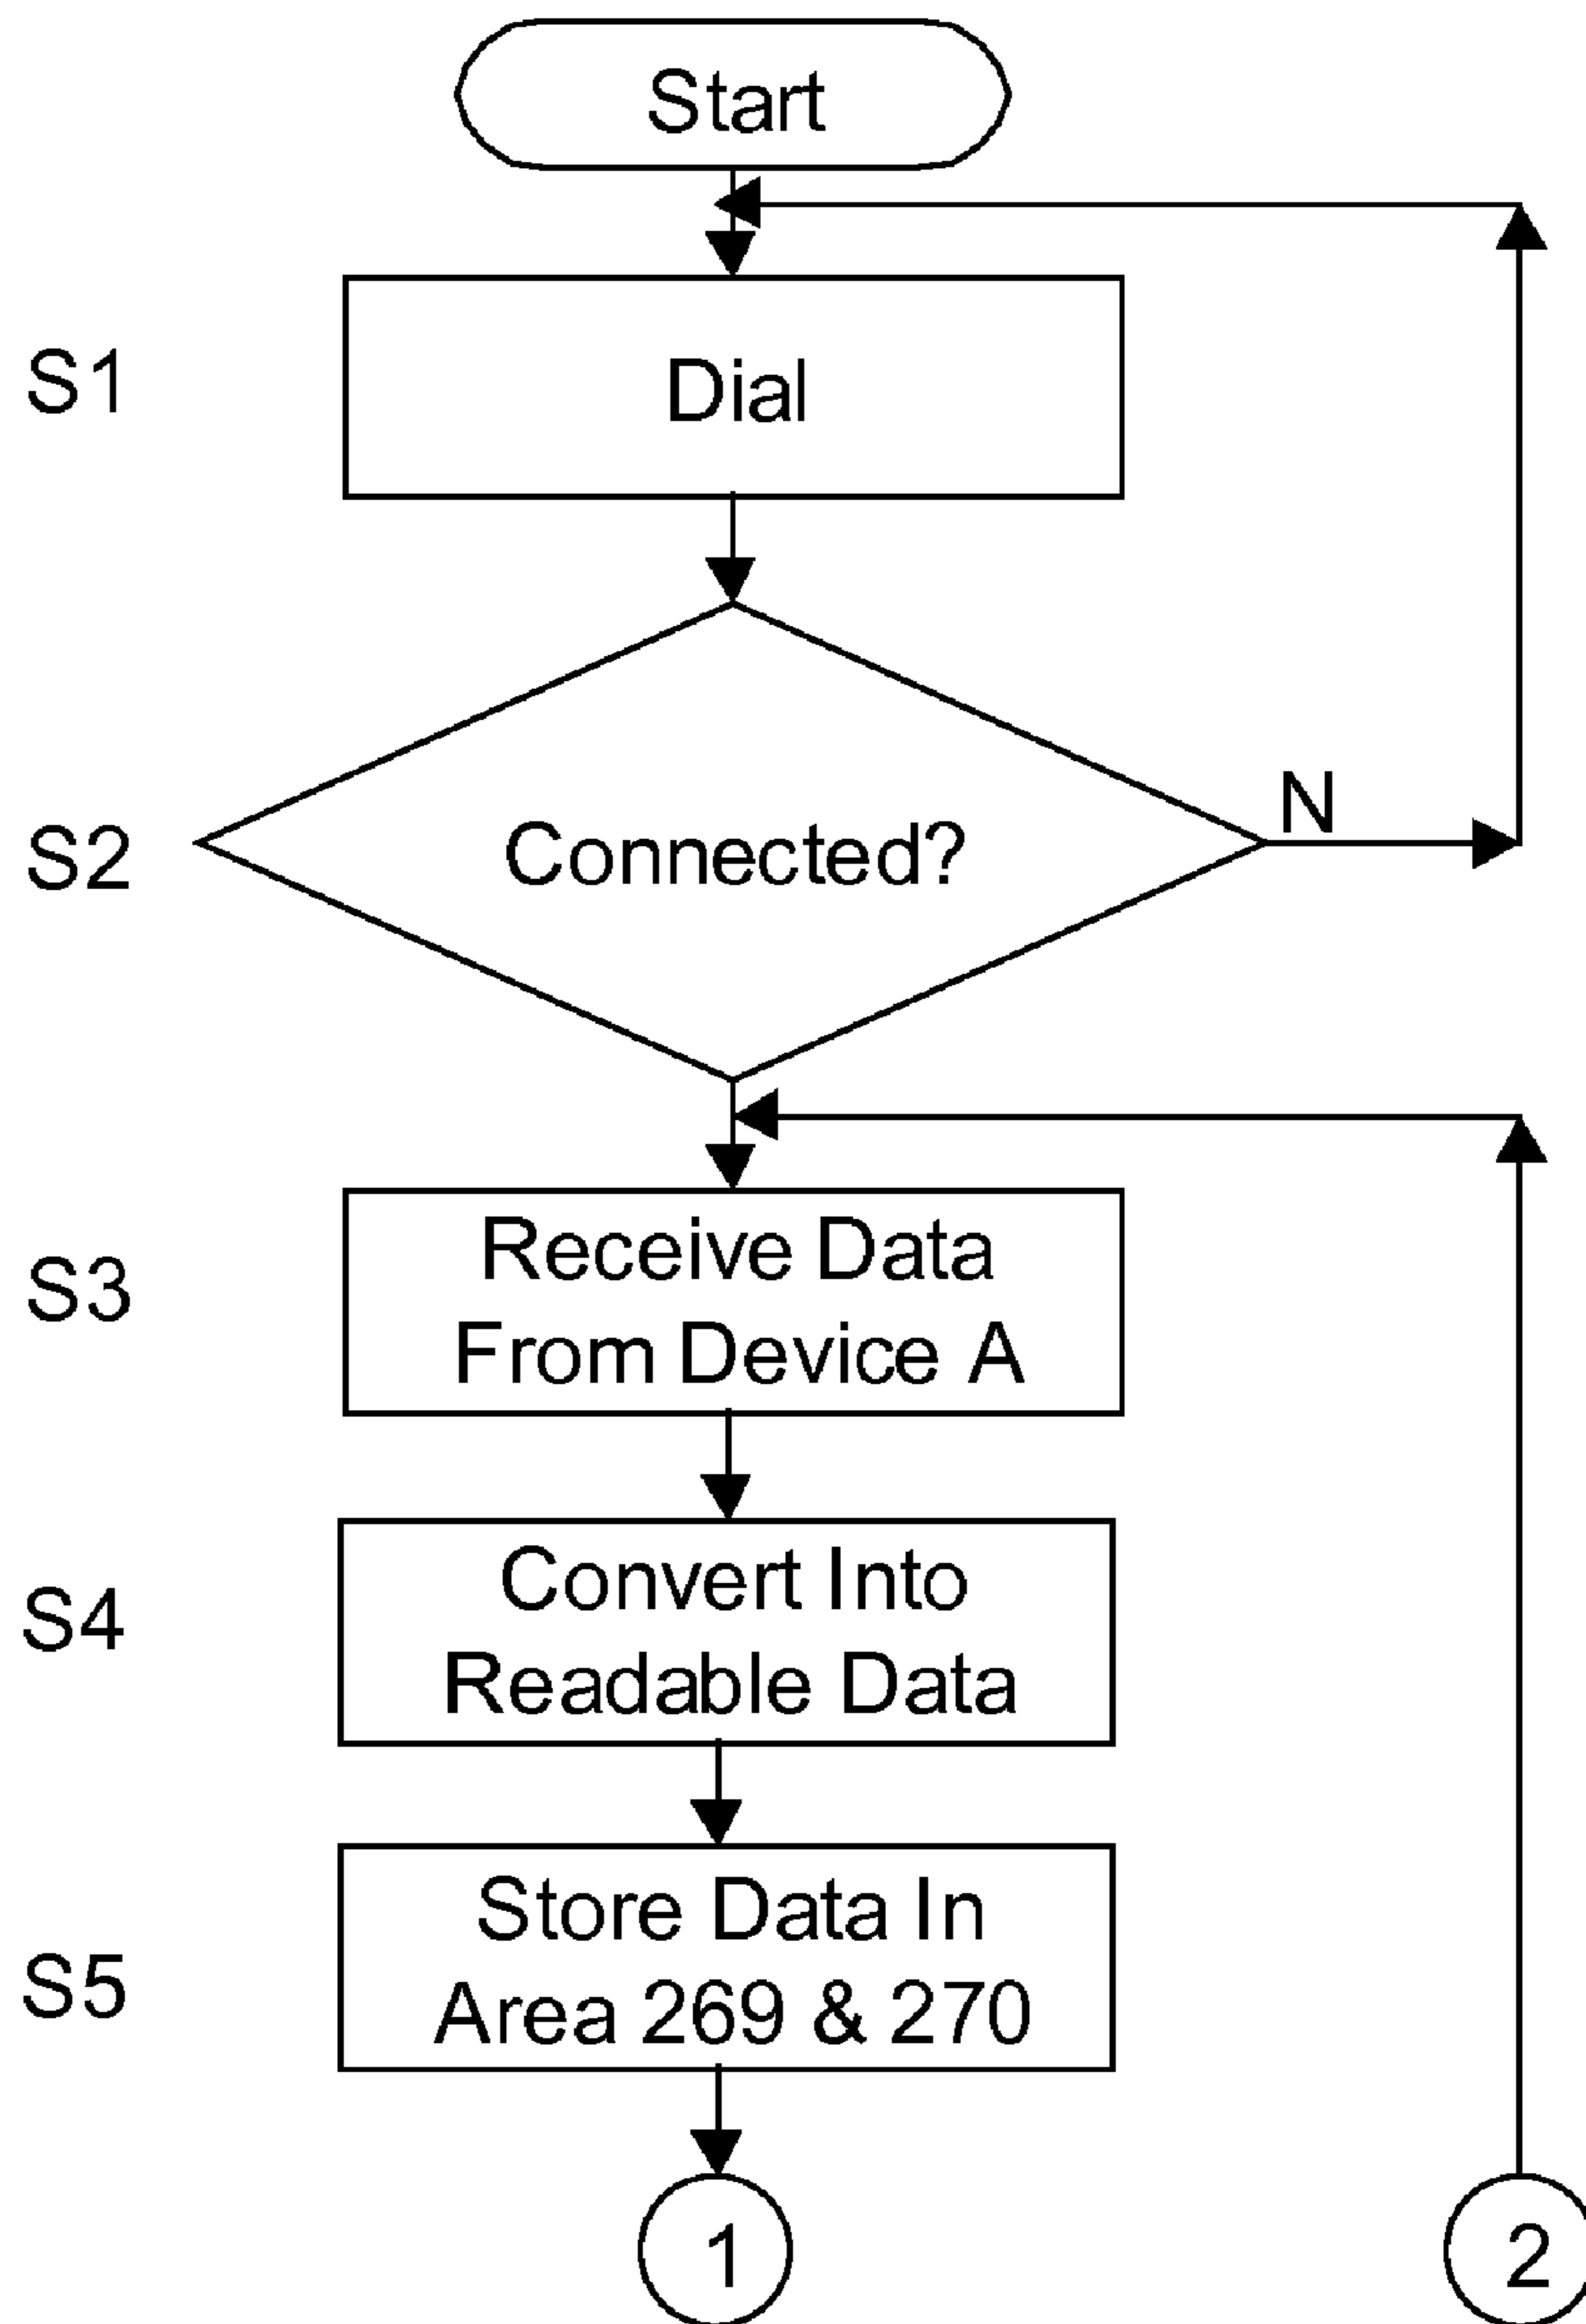 Start
S1
Dial
S2
Connected?
N
S3
Receive Data
From Device A
S4
Convert Into
Readable Data
S5
Store Data In
Area 269 & 270
1
2